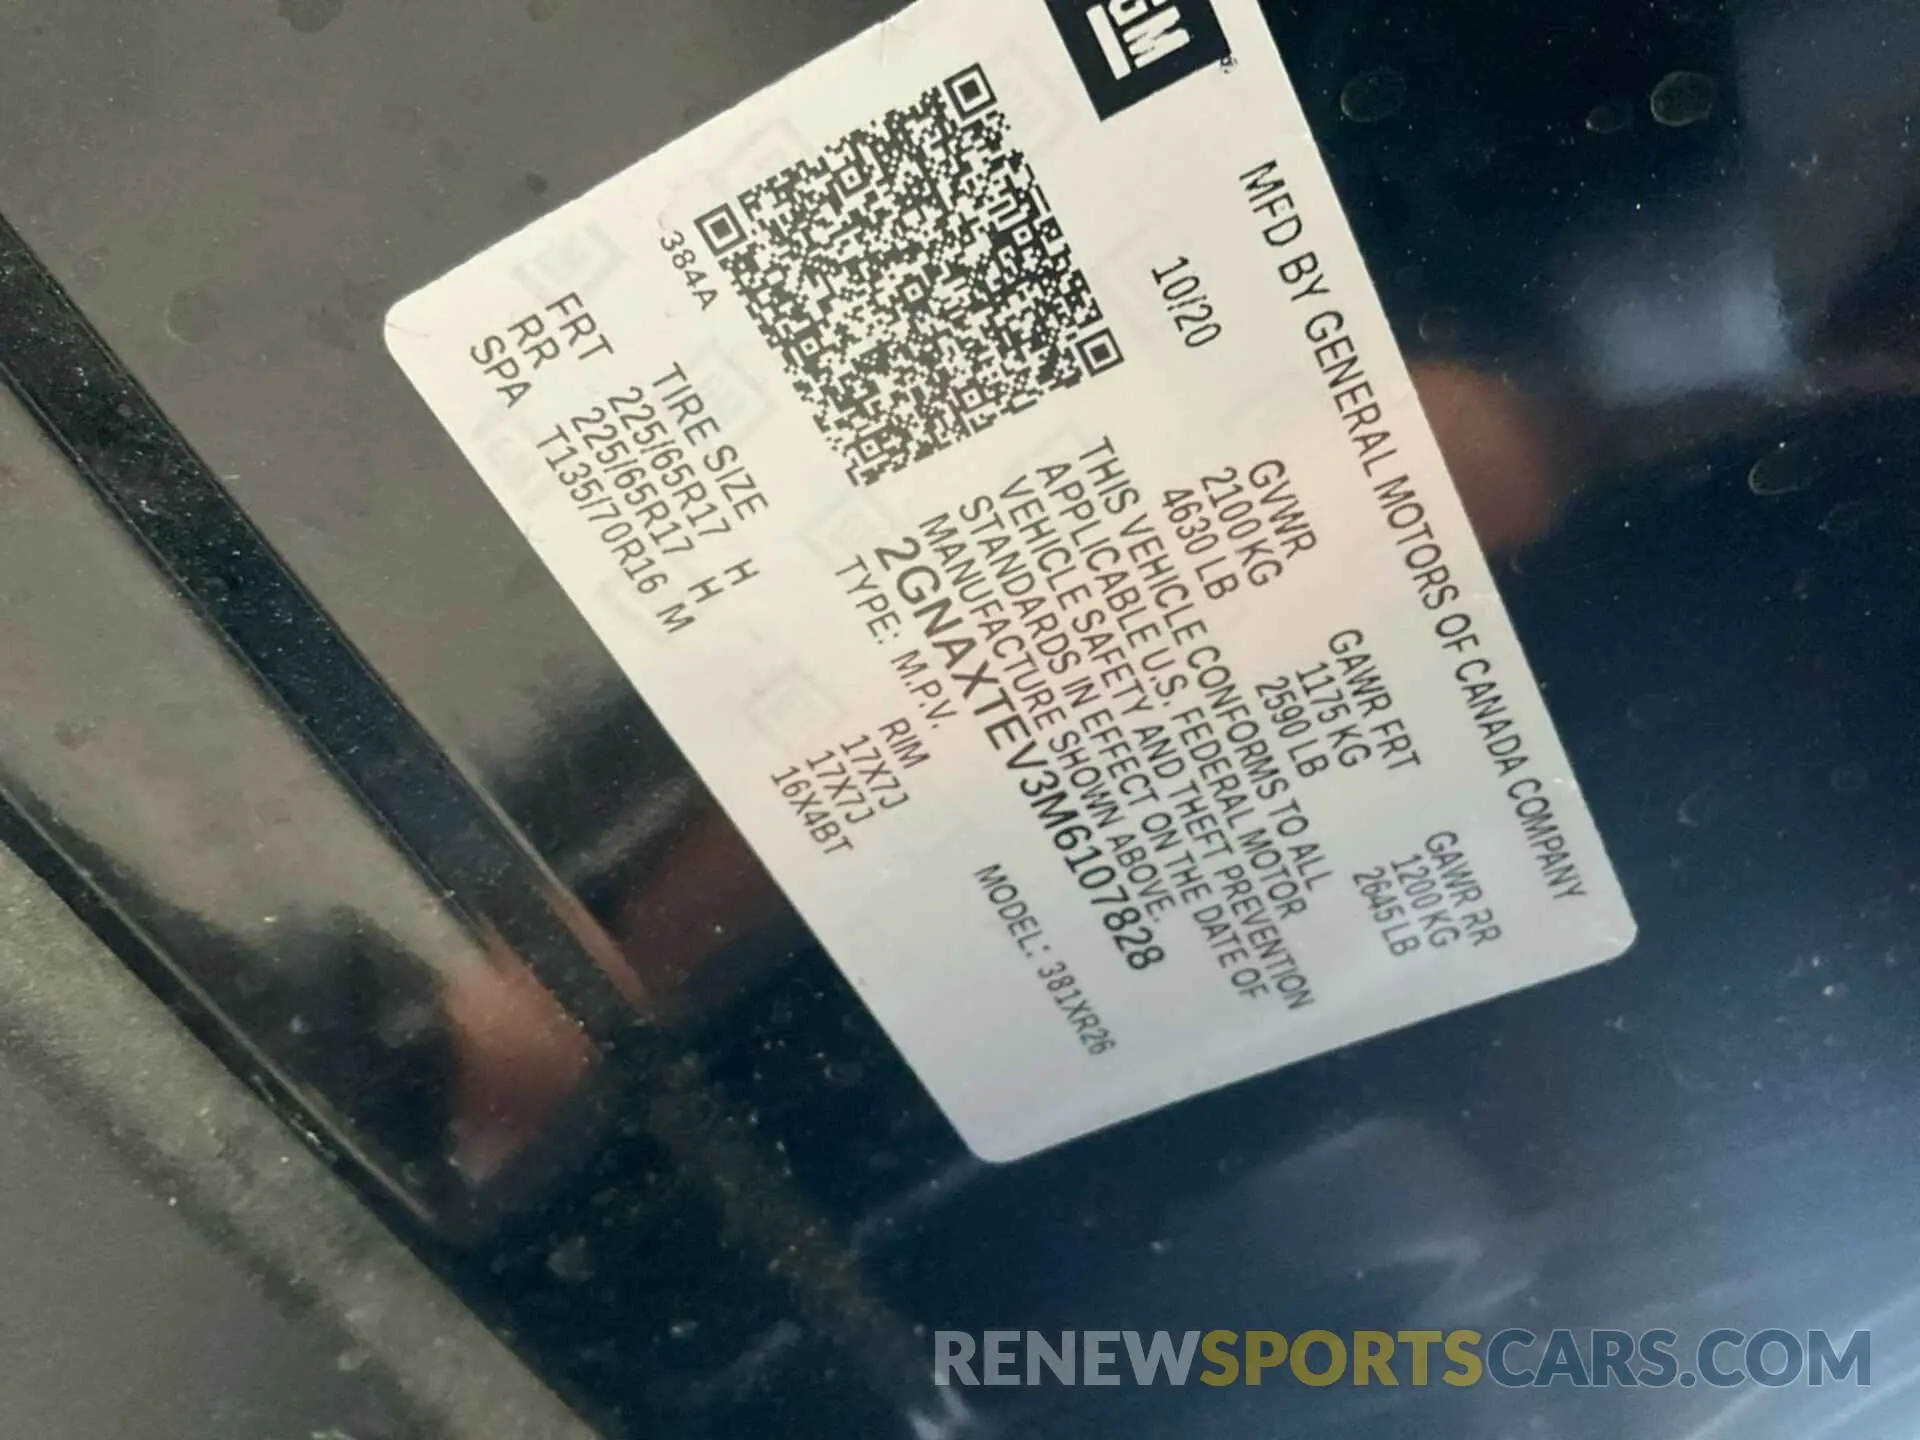 GM
MFD BY GENERAL MOTORS OF CANADA COMPANY
10/20
GVWR GAWR FRT GAWR RR
2100 KG 1175 KG 1200 KG
4630 LB 2590 LB 2645 LB
THIS VEHICLE CONFORMS TO ALL
APPLICABLE U.S. FEDERAL MOTOR
VEHICLE SAFETY AND THEFT PREVENTION
STANDARDS IN EFFECT ON THE DATE OF
MANUFACTURE SHOWN ABOVE.
2GNAXTEV3M6107828
TYPE: M.P.V. MODEL: 381XR26
384A
TIRE SIZE RIM
FRT 225/65R17 H 17X7J
RR 225/65R17 H 17X7J
SPA T135/70R16 M 16X4BT
RENEWSPORTSCARS.COM